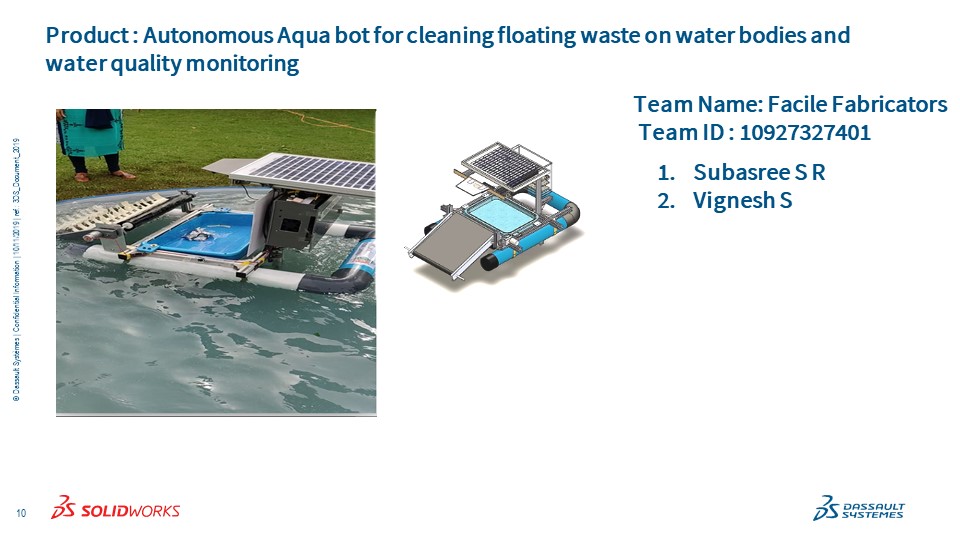 Product : Autonomous Aqua bot for cleaning floating waste on water bodies and
water quality monitoring
Team Name: Facile Fabricators
Team ID : 10927327401
1. Subasree S R
2. Vignesh S
© Dassault Systèmes | Confidential Information | 10/11/2019 | ref.: 3DS_Document_2019
10
SOLIDWORKS
DASSAULT
SYSTEMES